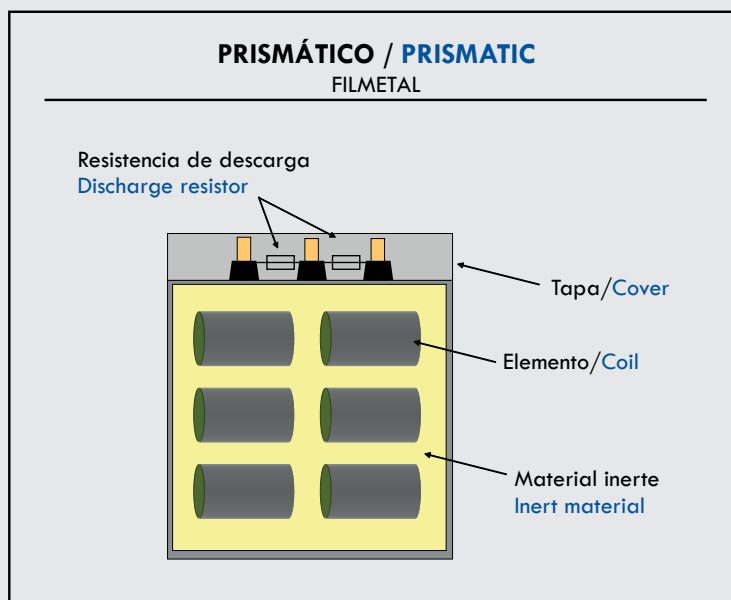 PRISMÁTICO / PRISMATIC
FILMETAL
Resistencia de descarga
Discharge resistor
Tapa/Cover
Elemento/Coil
Material inerte
Inert material